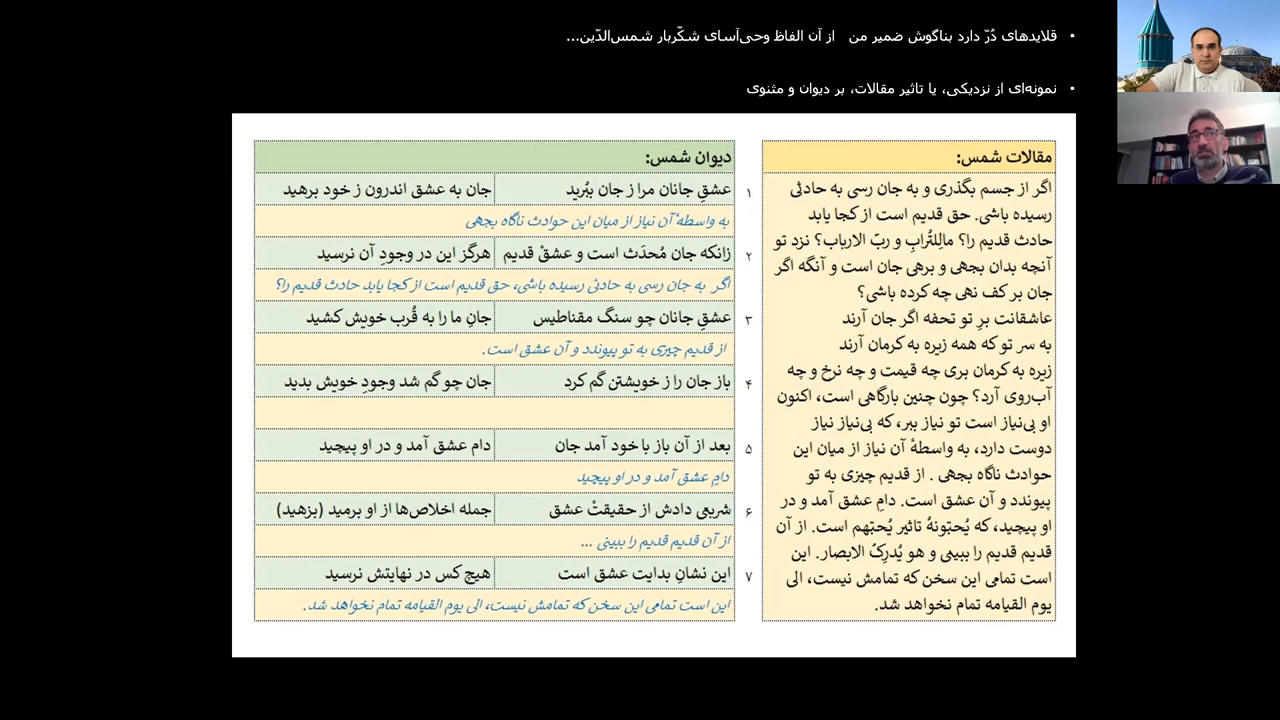 • قلایدهای دُرّ دارد بناگوش ضمیر من   از آن الفاظ وحی‌آسای شکّربار شمس‌الدّین...
• نمونه‌ای از نزدیکی، یا تاثیر مقالات، بر دیوان و مثنوی
مقالات شمس:
اگر از جسم بگذری و به جان رسی به حادثی
رسیده باشی. حق قدیم است از کجا یابد
حادث قدیم را؟ مالِلتُّرابِ و ربّ الارباب؟ نزد تو
آنچه بدان بجهی و برهی جان است و آنگه اگر
جان بر کف نهی چه کرده باشی؟
عاشقانت برِ تو تحفه اگر جان آرند
به سر تو که همه زیره به کرمان آرند
زیره به کرمان بری چه قیمت و چه نرخ و چه
آب‌روی آرد؟ چون چنین بارگاهی است، اکنون
او بی‌نیاز است تو نیاز ببر، که بی‌نیاز نیاز
دوست دارد، به واسطهٔ آن نیاز از میان این
حوادث ناگاه بجهی . از قدیم چیزی به تو
پیوندد و آن عشق است. دامِ عشق آمد و در
او پیچید، که یُحبّونهُ تاثیر یُحبّهم است. از آن
قدیم قدیم را ببینی و هو یُدرِکُ الابصار. این
است تمامی این سخن که تمامش نیست، الی
یوم القیامه تمام نخواهد شد.
دیوان شمس:
۱ عشقِ جانان مرا ز جان ببُرید   جان به عشق اندرون ز خود برهید
به واسطهٔ آن نیاز از میان این حوادث ناگاه بجهی
۲ زانکه جان مُحدَث است و عشقْ قدیم   هرگز این در وجودِ آن نرسید
اگر به جان رسی به حادثی رسیده باشی، حق قدیم است از کجا یابد حادث قدیم را؟
۳ عشقِ جانان چو سنگ مقناطیس   جانِ ما را به قُرب خویش کشید
از قدیم چیزی به تو پیوندد و آن عشق است.
۴ باز جان را ز خویشتن گم کرد   جان چو گم شد وجودِ خویش بدید
۵ بعد از آن باز با خود آمد جان   دام عشق آمد و در او پیچید
دامِ عشق آمد و در او پیچید
۶ شربتی دادش از حقیقتْ عشق   جمله اخلاص‌ها از او برمید (بزهید)
از آن قدیم قدیم را ببینی ...
۷ این نشانِ بدایت عشق است   هیچ کس در نهایتش نرسید
این است تمامی این سخن که تمامش نیست، الی یوم القیامه تمام نخواهد شد.